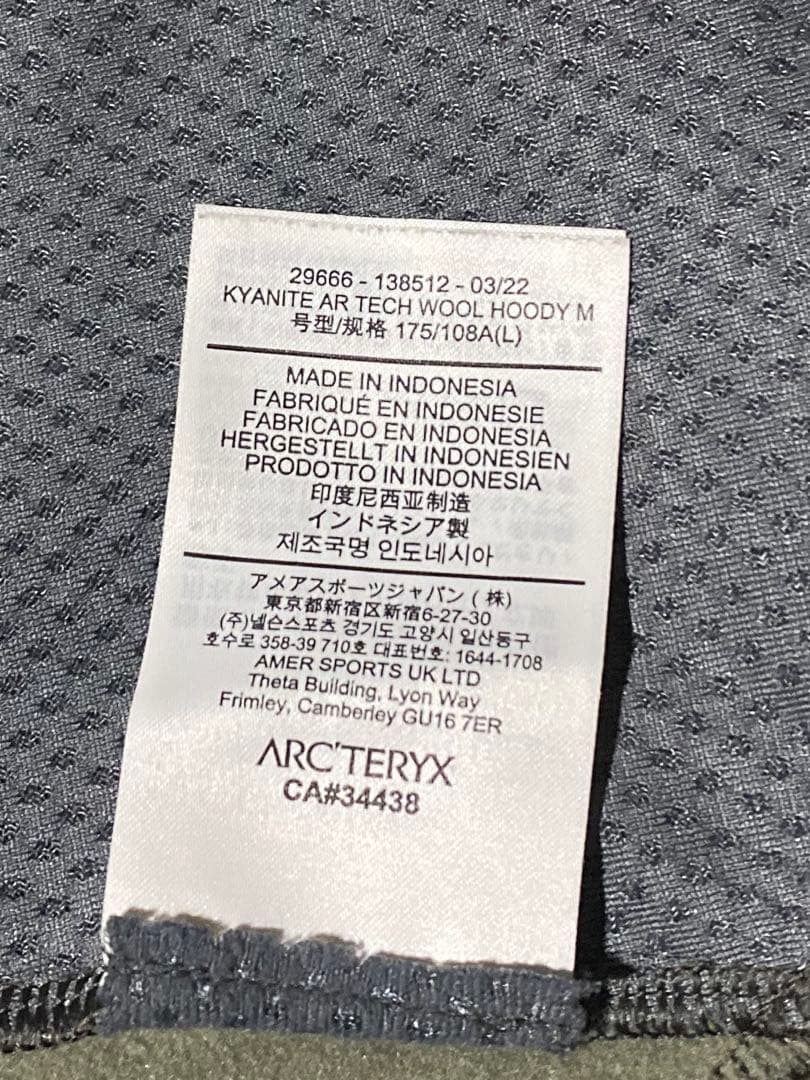 29666 - 138512 - 03/22
KYANITE AR TECH WOOL HOODY M
号型/规格 175/108A(L)
MADE IN INDONESIA
FABRIQUÉ EN INDONESIE
FABRICADO EN INDONESIA
HERGESTELLT IN INDONESIEN
PRODOTTO IN INDONESIA
印度尼西亚制造
インドネシア製
제조국명 인도네시아
アメアスポーツジャパン (株)
東京都新宿区新宿6-27-30
(주)넬슨스포츠 경기도 고양시 일산동구
호수로 358-39 710호 대표번호: 1644-1708
AMER SPORTS UK LTD
Theta Building, Lyon Way
Frimley, Camberley GU16 7ER
ARC'TERYX
CA#34438